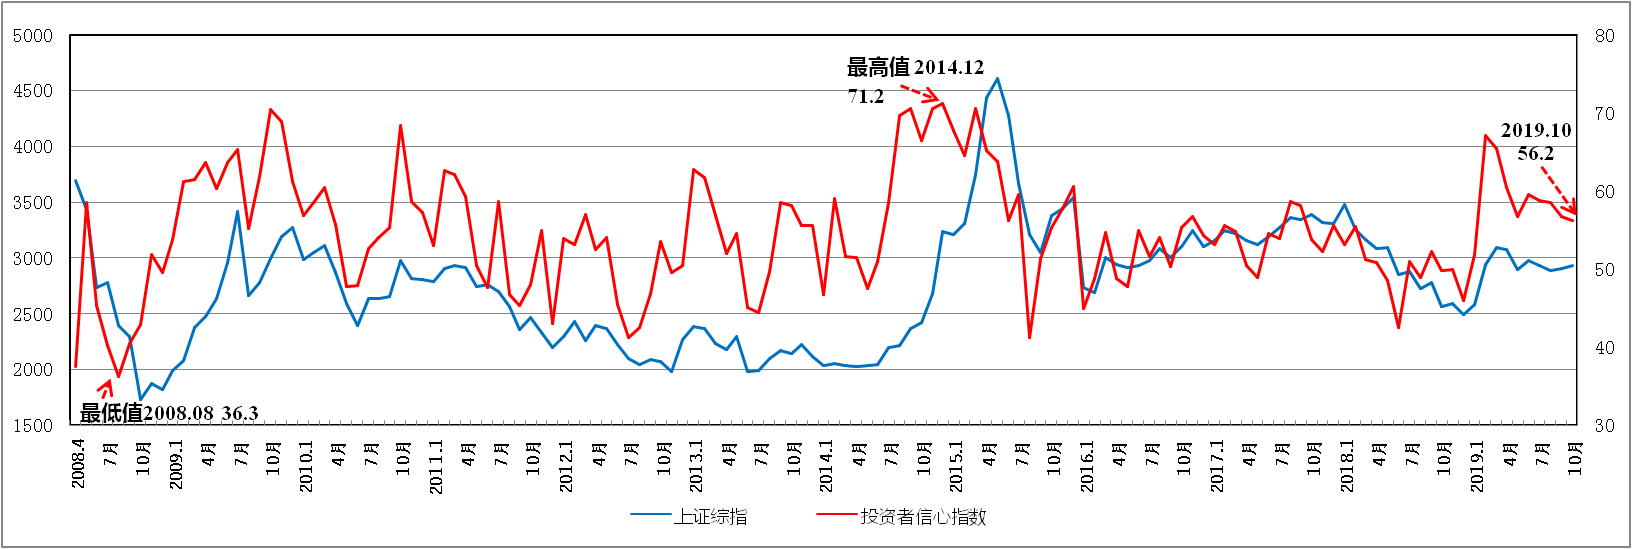 5000
4500
4000
3500
3000
2500
2000
1500
80
70
60
50
40
30
最高值 2014.12
71.2
2019.10
56.2
最低值2008.08 36.3
2008.4
7月
10月
2009.1
4月
7月
10月
2010.1
4月
7月
10月
2011.1
4月
7月
10月
2012.1
4月
7月
10月
2013.1
4月
7月
10月
2014.1
4月
7月
10月
2015.1
4月
7月
10月
2016.1
4月
7月
10月
2017.1
4月
7月
10月
2018.1
4月
7月
10月
2019.1
4月
7月
10月
上证综指
投资者信心指数